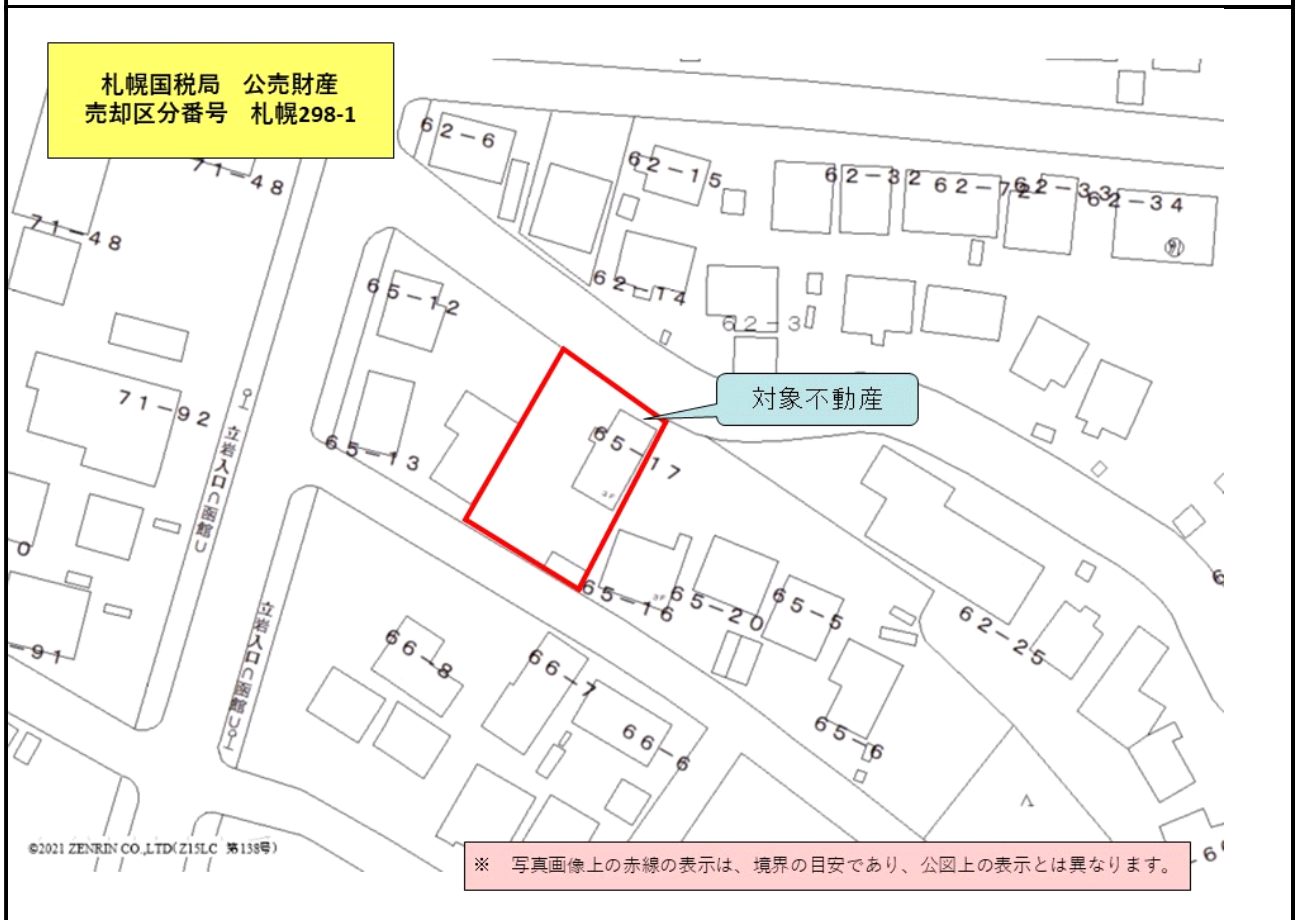 札幌国税局　公売財産
売却区分番号　札幌298-1
62-6
71-48
62-15
62-32
62-72
62-33
62-34
71-48
62-14
65-12
62-3
対象不動産
71-92
65-17
3F
65-13
立岩入口∩函館∪
65-16
3F
65-20
65-5
62-25
立岩入口∩函館∪
66-8
66-7
66-6
65-6
-91
©2021 ZENRIN CO.,LTD(Z15LC 第138号)
※　写真画像上の赤線の表示は、境界の目安であり、公図上の表示とは異なります。